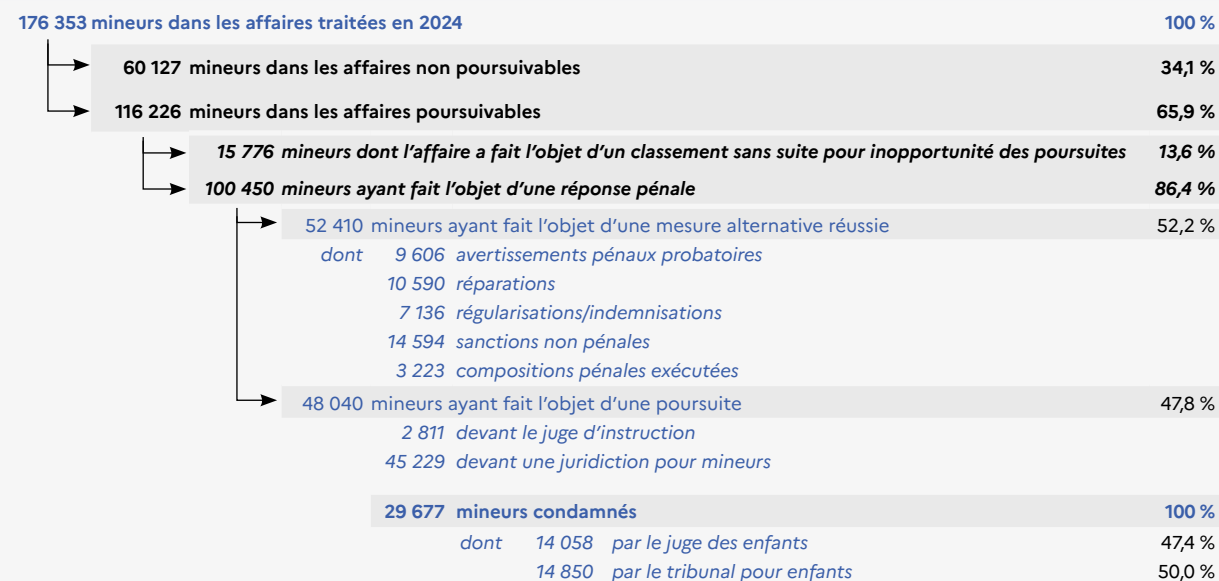 176 353 mineurs dans les affaires traitées en 2024 100 %
60 127 mineurs dans les affaires non poursuivables 34,1 %
116 226 mineurs dans les affaires poursuivables 65,9 %
15 776 mineurs dont l'affaire a fait l'objet d'un classement sans suite pour inopportunité des poursuites 13,6 %
100 450 mineurs ayant fait l'objet d'une réponse pénale 86,4 %
52 410 mineurs ayant fait l'objet d'une mesure alternative réussie 52,2 %
dont 9 606 avertissements pénaux probatoires
10 590 réparations
7 136 régularisations/indemnisations
14 594 sanctions non pénales
3 223 compositions pénales exécutées
48 040 mineurs ayant fait l'objet d'une poursuite 47,8 %
2 811 devant le juge d'instruction
45 229 devant une juridiction pour mineurs
29 677 mineurs condamnés 100 %
dont 14 058 par le juge des enfants 47,4 %
14 850 par le tribunal pour enfants 50,0 %